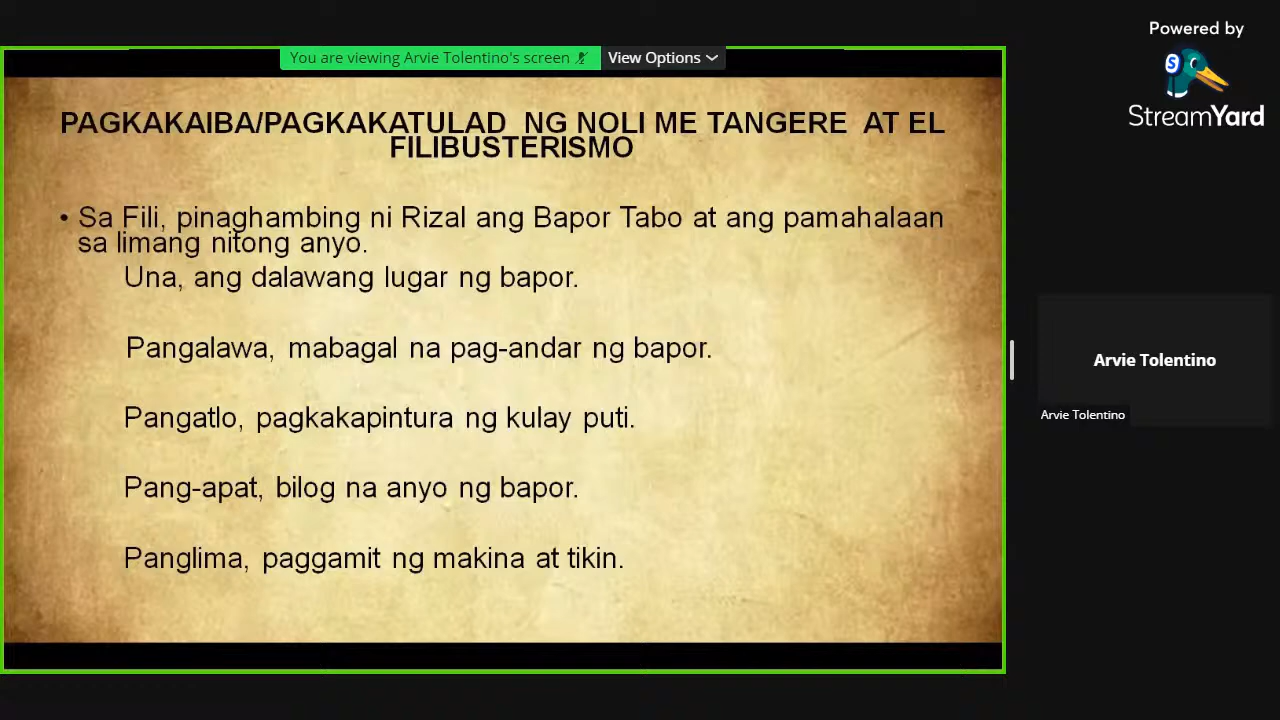 Powered by
StreamYard
You are viewing Arvie Tolentino's screen
View Options
PAGKAKAIBA/PAGKAKATULAD NG NOLI ME TANGERE AT EL
FILIBUSTERISMO
• Sa Fili, pinaghambing ni Rizal ang Bapor Tabo at ang pamahalaan
sa limang nitong anyo.
Una, ang dalawang lugar ng bapor.
Pangalawa, mabagal na pag-andar ng bapor.
Pangatlo, pagkakapintura ng kulay puti.
Pang-apat, bilog na anyo ng bapor.
Panglima, paggamit ng makina at tikin.
Arvie Tolentino
Arvie Tolentino